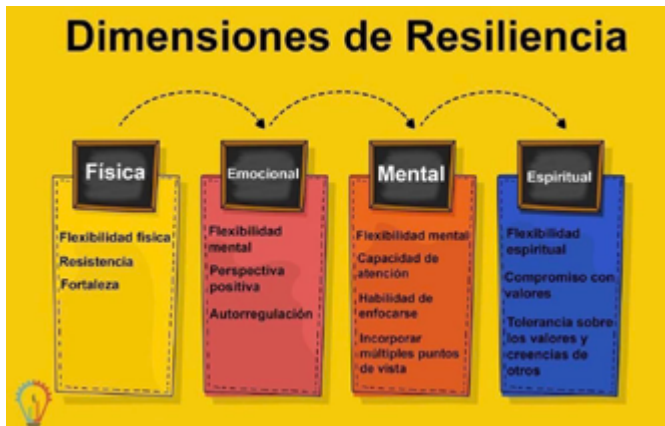 Dimensiones de Resiliencia
Física
Flexibilidad física
Resistencia
Fortaleza
Emocional
Flexibilidad
mental
Perspectiva
positiva
Autorregulación
Mental
Flexibilidad mental
Capacidad de
atención
Habilidad de
enfocarse
Incorporar
múltiples puntos
de vista
Espiritual
Flexibilidad
espiritual
Compromiso con
valores
Tolerancia sobre
los valores y
creencias de
otros